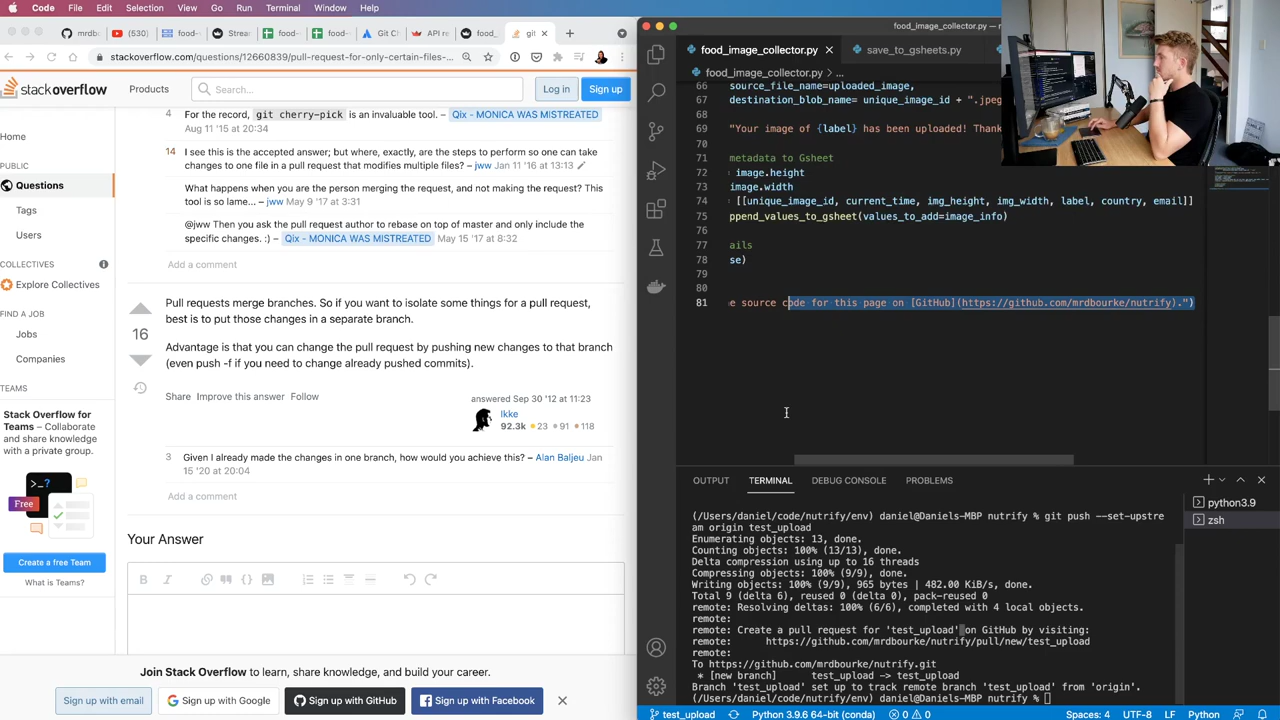 Code File Edit Selection View Go Run Terminal Window Help
mrdb (530) food- Strea food- food- Git Ch API re food_ git
stackoverflow.com/questions/12660839/pull-request-for-only-certain-files-...
stackoverflow Products Search... Log in Sign up
Home
PUBLIC
Questions
Tags
Users
COLLECTIVES
Explore Collectives
FIND A JOB
Jobs
Companies
TEAMS
Stack Overflow for
Teams – Collaborate
and share knowledge
with a private group.
>_?
Free
Create a free Team
What is Teams?
4 For the record, git cherry-pick is an invaluable tool. – Qix - MONICA WAS MISTREATED
Aug 11 '15 at 20:34
14 I see this is the accepted answer; but where, exactly, are the steps to perform so one can take
changes to one file in a pull request that modifies multiple files? – jww Jan 11 '16 at 13:13
What happens when you are the person merging the request, and not making the request? This
tool is so lame... – jww May 9 '17 at 3:31
@jww Then you ask the pull request author to rebase on top of master and only include the
specific changes. :) – Qix - MONICA WAS MISTREATED May 15 '17 at 8:32
Add a comment
16
Pull requests merge branches. So if you want to isolate some things for a pull request,
best is to put those changes in a separate branch.
Advantage is that you can change the pull request by pushing new changes to that branch
(even push -f if you need to change already pushed commits).
Share Improve this answer Follow
answered Sep 30 '12 at 11:23
Ikke
92.3k 23 91 118
3 Given I already made the changes in one branch, how would you achieve this? – Alan Baljeu Jan
15 '20 at 20:04
Add a comment
Your Answer
B I
Join Stack Overflow to learn, share knowledge, and build your career.
Sign up with email Sign up with Google Sign up with GitHub Sign up with Facebook
food_image_collector.py —
food_image_collector.py save_to_gsheets.py
food_image_collector.py > ...
66 source_file_name=uploaded_image,
67 destination_blob_name= unique_image_id + ".jpeg
68
69 "Your image of {label} has been uploaded! Thank
70
71 metadata to Gsheet
72 image.height
73 image.width
74 [[unique_image_id, current_time, img_height, img_width, label, country, email]]
75 ppend_values_to_gsheet(values_to_add=image_info)
76
77 ails
78 se)
79
80
81 e source code for this page on [GitHub](https://github.com/mrdbourke/nutrify).")
OUTPUT TERMINAL DEBUG CONSOLE PROBLEMS
python3.9
zsh
(/Users/daniel/code/nutrify/env) daniel@Daniels-MBP nutrify % git push --set-upstre
am origin test_upload
Enumerating objects: 13, done.
Counting objects: 100% (13/13), done.
Delta compression using up to 16 threads
Compressing objects: 100% (9/9), done.
Writing objects: 100% (9/9), 965 bytes | 482.00 KiB/s, done.
Total 9 (delta 6), reused 0 (delta 0), pack-reused 0
remote: Resolving deltas: 100% (6/6), completed with 4 local objects.
remote:
remote: Create a pull request for 'test_upload' on GitHub by visiting:
remote: https://github.com/mrdbourke/nutrify/pull/new/test_upload
remote:
To https://github.com/mrdbourke/nutrify.git
* [new branch] test_upload -> test_upload
Branch 'test_upload' set up to track remote branch 'test_upload' from 'origin'.
(/Users/daniel/code/nutrify/env) daniel@Daniels-MBP nutrify %
test_upload Python 3.9.6 64-bit (conda) 0 0 Spaces: 4 UTF-8 LF Python